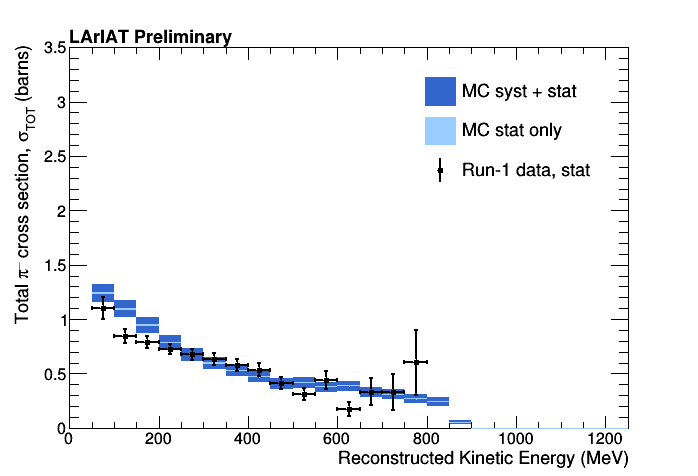 LArIAT Preliminary
Total π⁻ cross section, σ_TOT (barns)
3.5
3
2.5
2
1.5
1
0.5
0
MC syst + stat
MC stat only
Run-1 data, stat
0 200 400 600 800 1000 1200
Reconstructed Kinetic Energy (MeV)